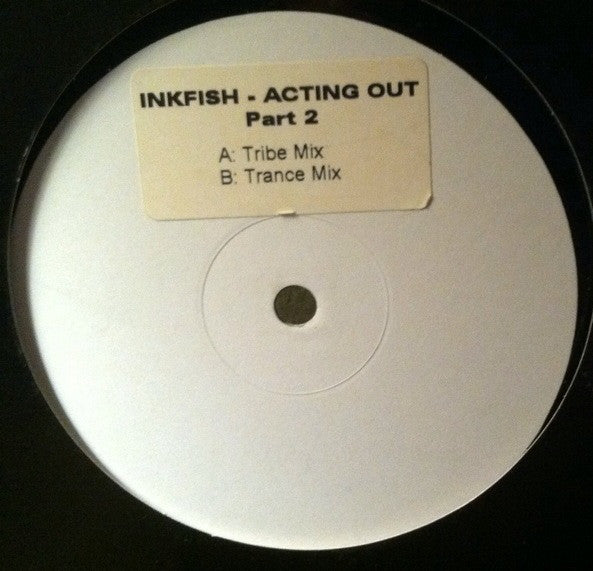 INKFISH - ACTING OUT
Part 2
A: Tribe Mix
B: Trance Mix